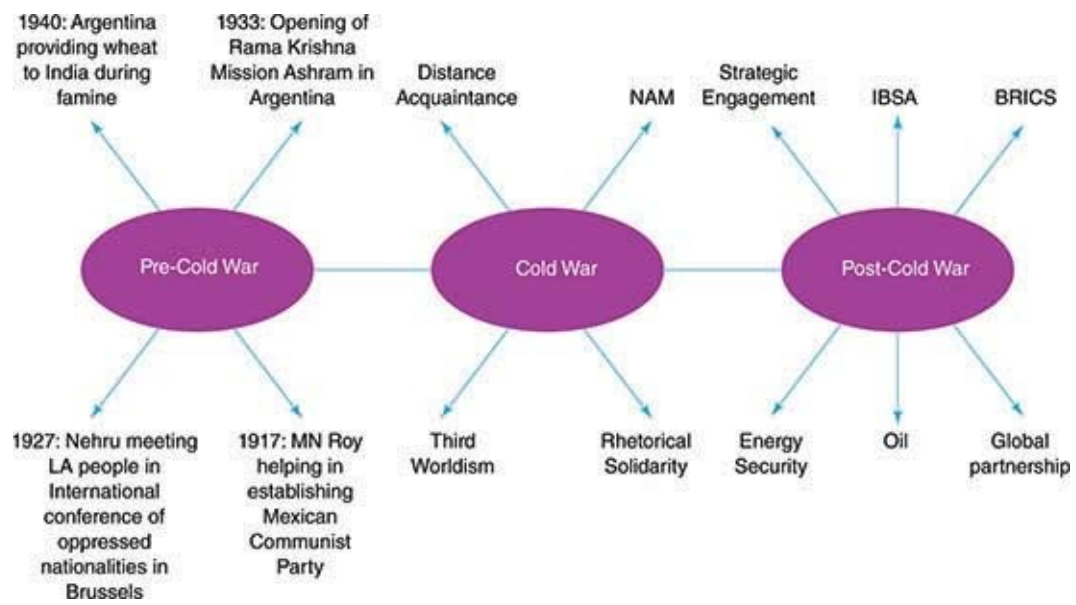 1940: Argentina
providing wheat
to India during
famine
1933: Opening of
Rama Krishna
Mission Ashram in
Argentina
Distance
Acquaintance
NAM
Strategic
Engagement
IBSA
BRICS
Pre-Cold War
Cold War
Post-Cold War
1927: Nehru meeting
LA people in
International
conference of
oppressed
nationalities in
Brussels
1917: MN Roy
helping in
establishing
Mexican
Communist
Party
Third
Worldism
Rhetorical
Solidarity
Energy
Security
Oil
Global
partnership